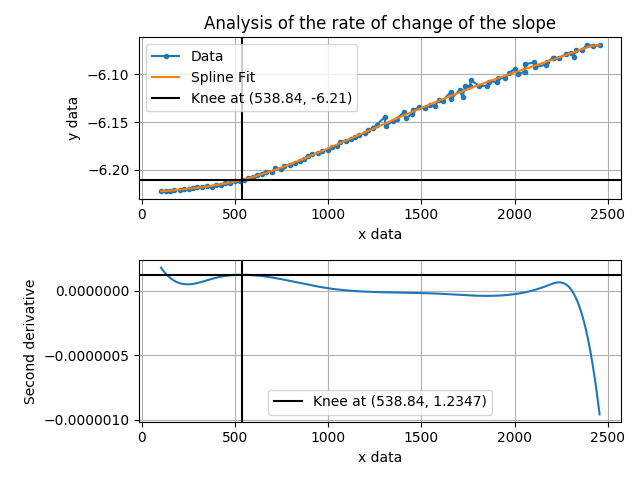 Analysis of the rate of change of the slope
y data
−6.10
−6.15
−6.20
Data
Spline Fit
Knee at (538.84, -6.21)
0 500 1000 1500 2000 2500
x data
Second derivative
0.0000000
−0.0000005
−0.0000010
Knee at (538.84, 1.2347)
0 500 1000 1500 2000 2500
x data